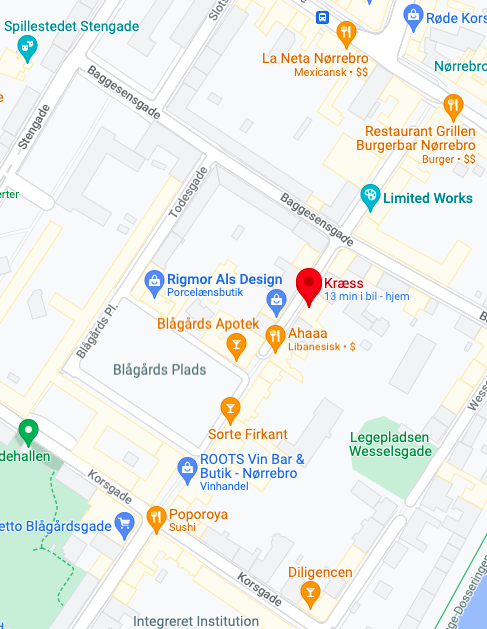 Spillestedet Stengade
Slots
Røde Kors
La Neta Nørrebro
Mexicansk • $$
Nørrebro
Baggesensgade
Restaurant Grillen
Burgerbar Nørrebro
Burger • $$
Stengade
erter
Todesgade
Baggesensgade
Limited Works
Rigmor Als Design
Porcelænsbutik
Kræss
13 min i bil - hjem
Blågårds Pl.
Blågårds Apotek
Ahaaa
Libanesisk • $
B
Blågårds Plads
Wesse
Sorte Firkant
Legepladsen
Wesselsgade
dehallen
ROOTS Vin Bar &
Butik - Nørrebro
Vinhandel
Korsgade
Poporoya
Sushi
etto Blågårdsgade
Diligencen
Korsgade
ge-Dosseringen
Integreret Institution